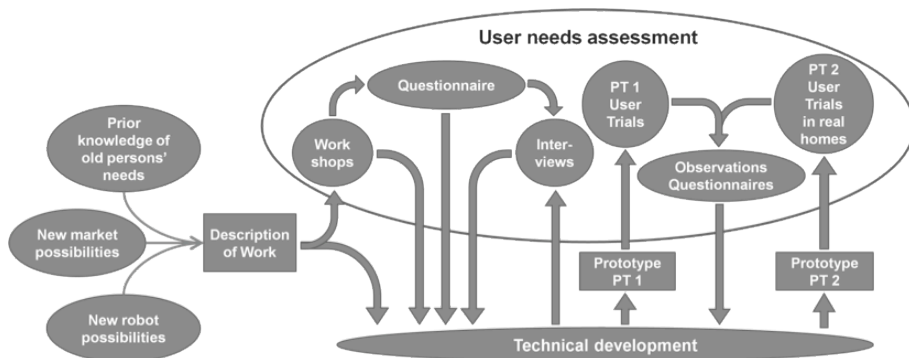 User needs assessment
Prior
knowledge of
old persons'
needs
New market
possibilities
New robot
possibilities
Description
of Work
Work
shops
Questionnaire
Inter-
views
PT 1
User
Trials
Observations
Questionnaires
PT 2
User
Trials
in real
homes
Prototype
PT 1
Prototype
PT 2
Technical development